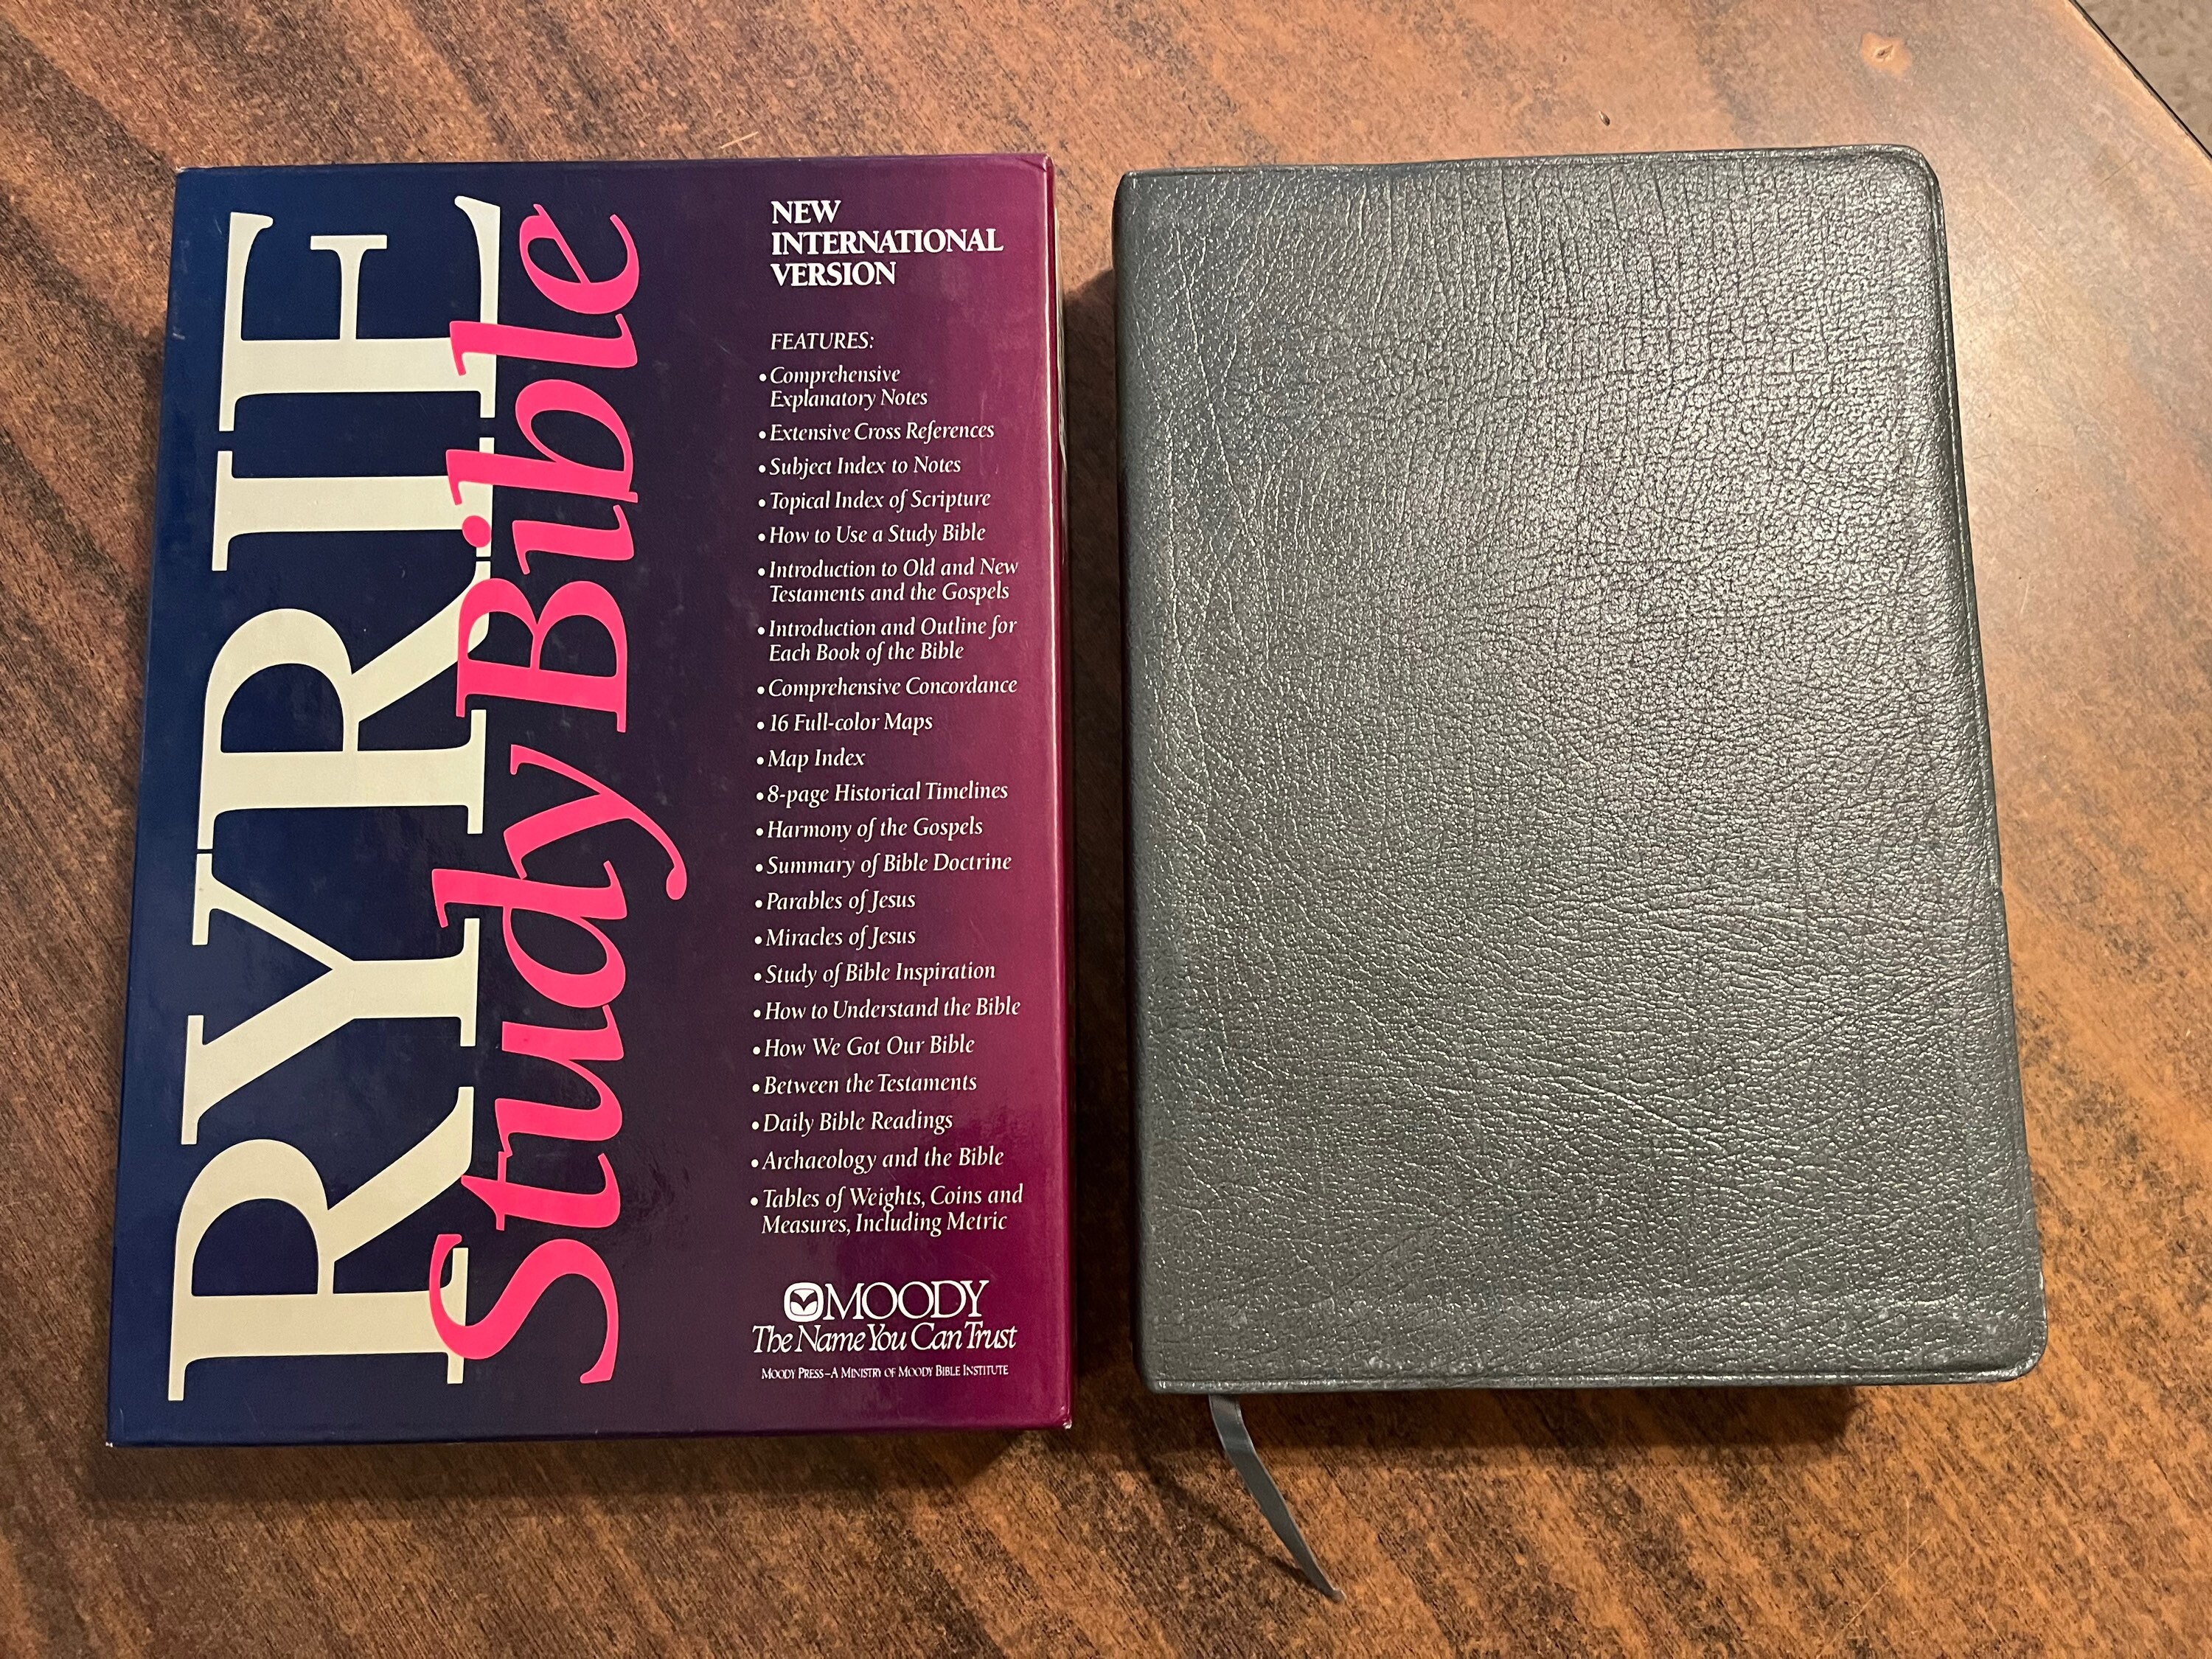 RYRIE
Study Bible
NEW
INTERNATIONAL
VERSION
FEATURES:
• Comprehensive
Explanatory Notes
• Extensive Cross References
• Subject Index to Notes
• Topical Index of Scripture
• How to Use a Study Bible
• Introduction to Old and New
Testaments and the Gospels
• Introduction and Outline for
Each Book of the Bible
• Comprehensive Concordance
• 16 Full-color Maps
• Map Index
• 8-page Historical Timelines
• Harmony of the Gospels
• Summary of Bible Doctrine
• Parables of Jesus
• Miracles of Jesus
• Study of Bible Inspiration
• How to Understand the Bible
• How We Got Our Bible
• Between the Testaments
• Daily Bible Readings
• Archaeology and the Bible
• Tables of Weights, Coins and
Measures, Including Metric
MOODY
The Name You Can Trust
MOODY PRESS–A MINISTRY OF MOODY BIBLE INSTITUTE